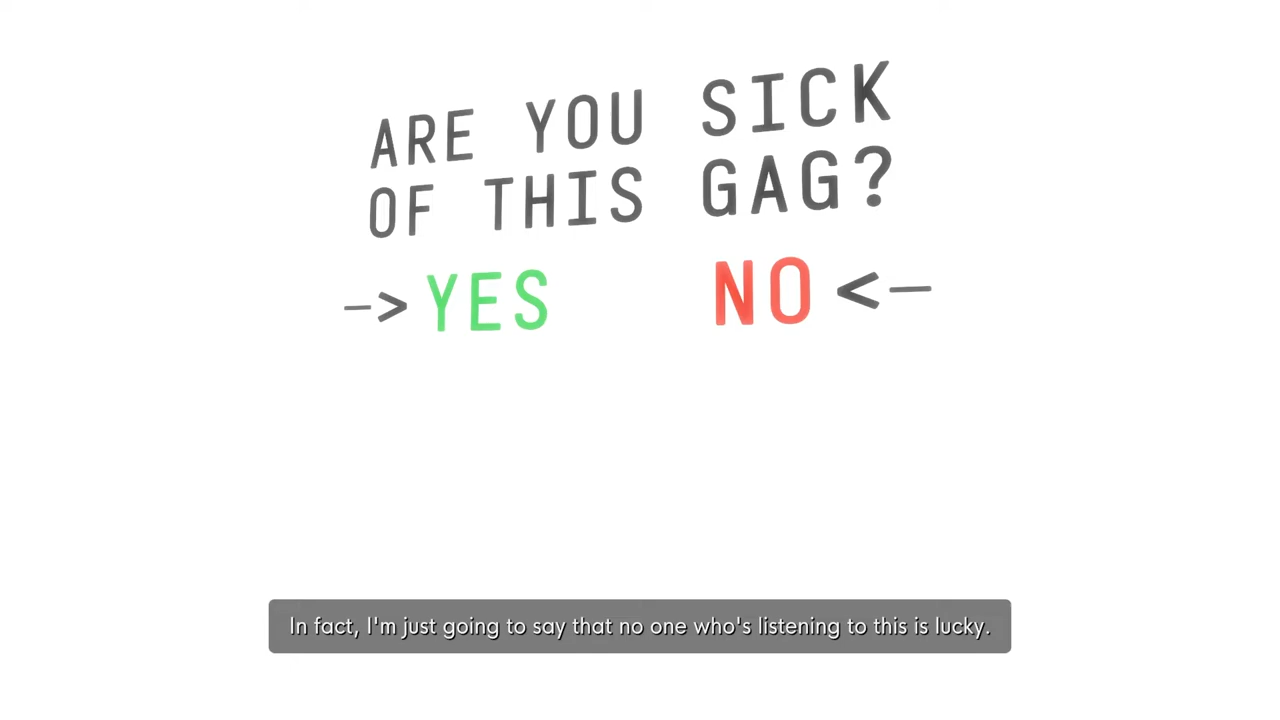 ARE YOU SICK
OF THIS GAG?
—> YES NO <—
In fact, I'm just going to say that no one who's listening to this is lucky.